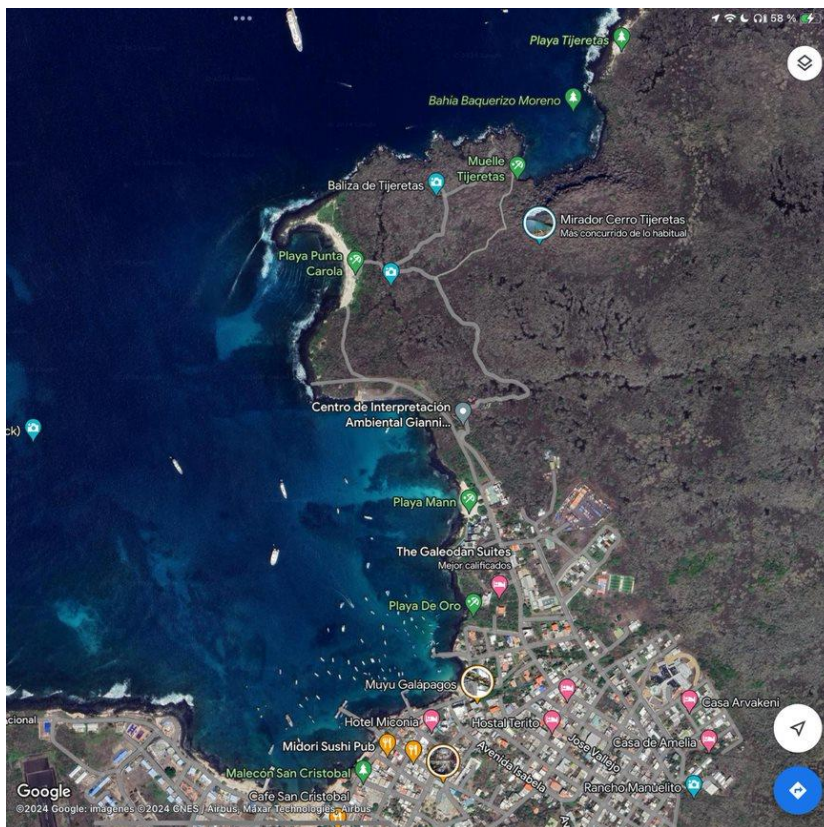 58 %
Playa Tijeretas
Bahía Baquerizo Moreno
Muelle
Tijeretas
Baliza de Tijeretas
Mirador Cerro Tijeretas
Más concurrido de lo habitual
Playa Punta
Carola
Centro de Interpretación
Ambiental Gianni...
ck)
Playa Mann
The Galeodan Suites
Mejor calificados
Playa De Oro
Muyu Galápagos
Casa Arvakeni
acional
Hotel Miconia
Hostal Terito
Jose Vallejo
Casa de Amelia
Midori Sushi Pub
Avenida Isabela
Malecón San Cristobal
Rancho Manuelito
Google
Cafe San Cristobal
Av
©2024 Google; imágenes ©2024 CNES / Airbus, Maxar Technologies, Airbus